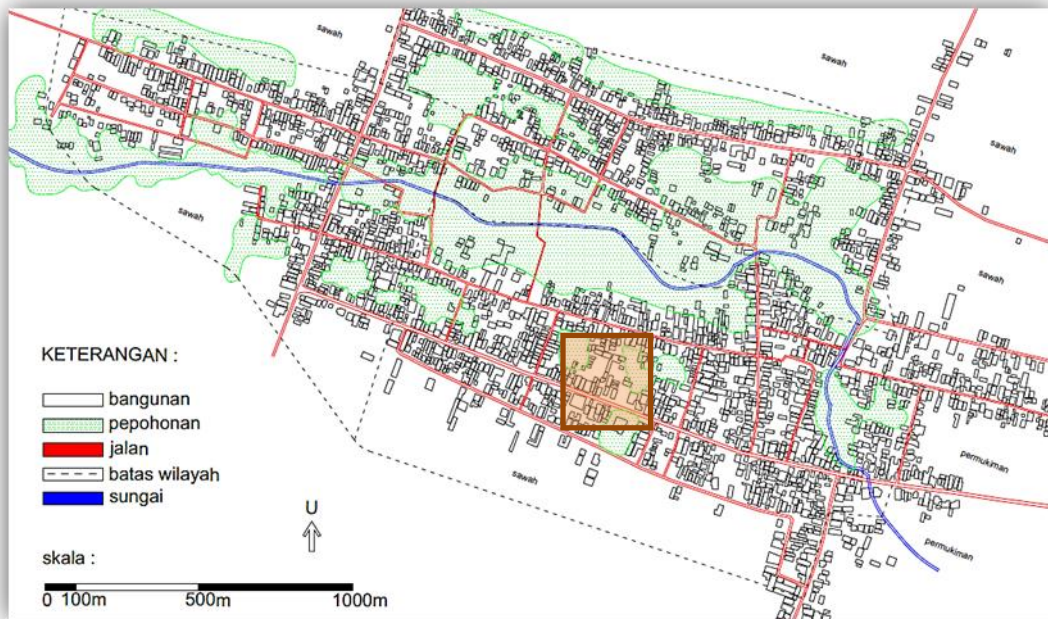 sawah
sawah
sawah
sawah
sawah
sawah
permukiman
permukiman
KETERANGAN :
bangunan
pepohonan
jalan
batas wilayah
sungai
U
skala :
0 100m 500m 1000m